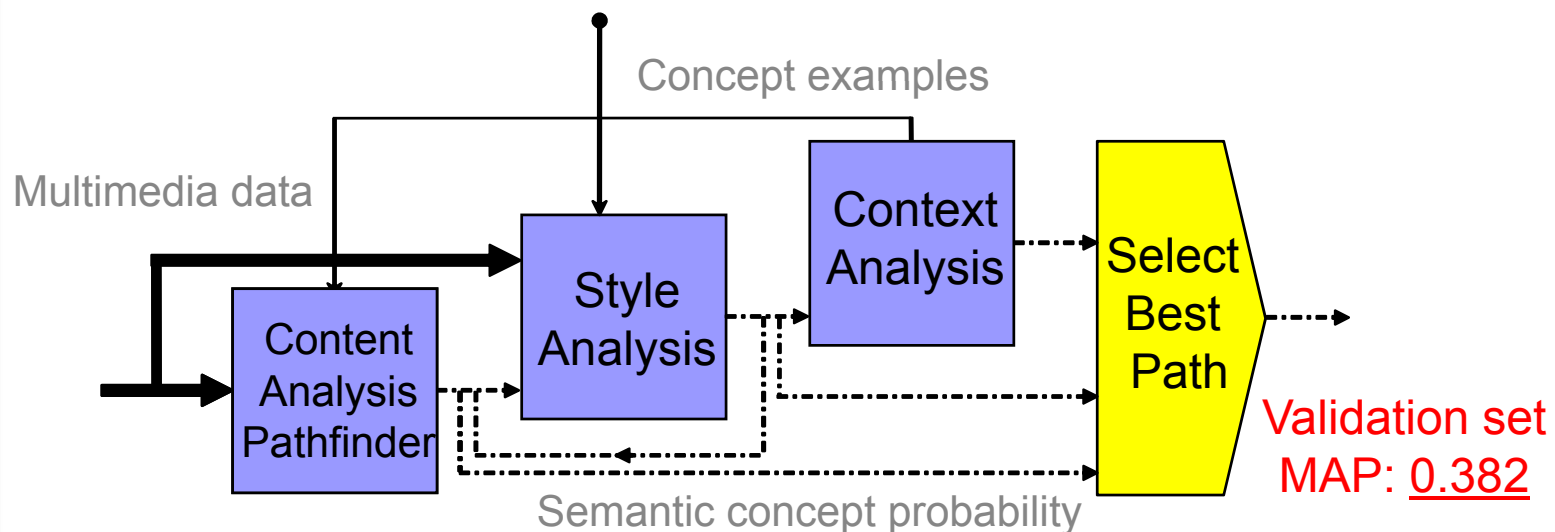 Concept examples
Multimedia data
Content
Analysis
Pathfinder
Style
Analysis
Context
Analysis
Select
Best
Path
Validation set
MAP: 0.382
Semantic concept probability